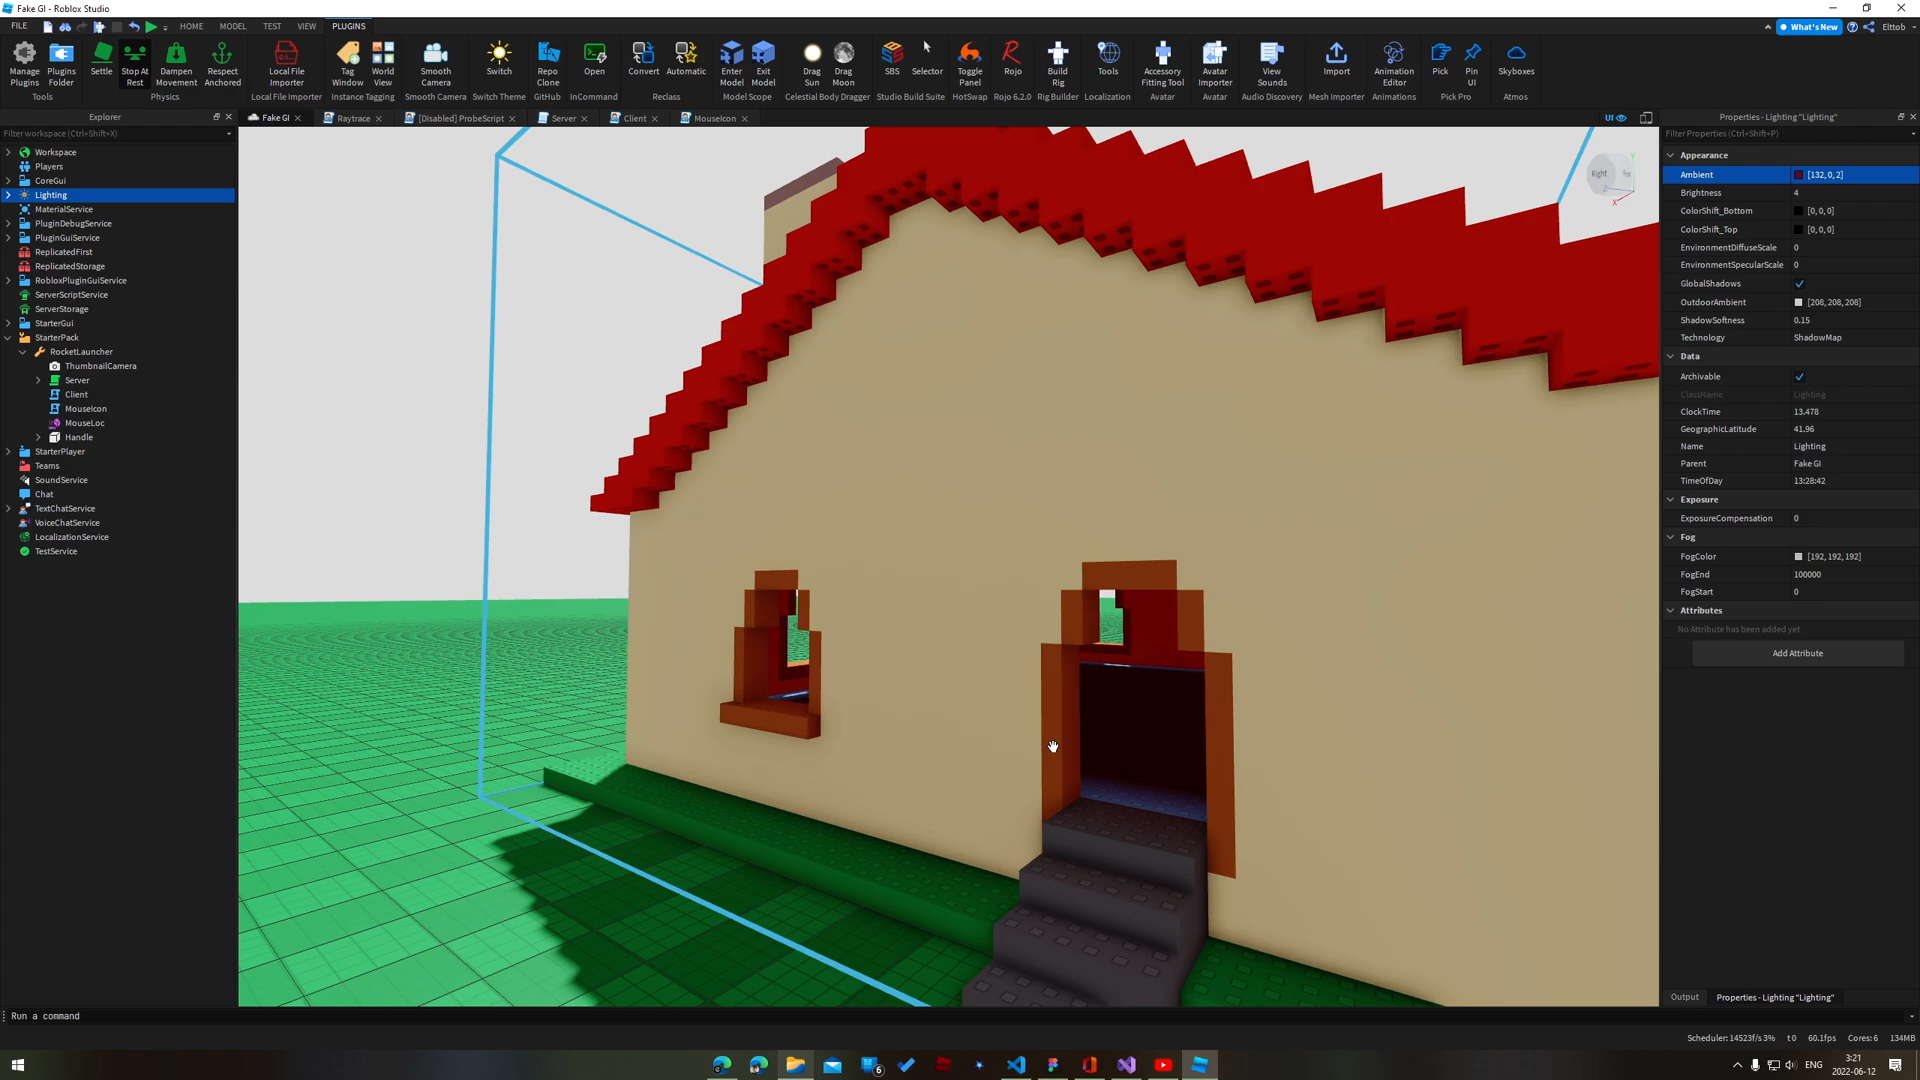 Fake GI - Roblox Studio
FILE HOME MODEL TEST VIEW PLUGINS What's New Elttob
Manage Plugins Plugins Folder Settle Stop At Rest Dampen Movement Respect Anchored Local File Importer Tag Window World View Smooth Camera Switch Repo Clone Open Convert Automatic Enter Model Exit Model Drag Sun Drag Moon SBS Selector Toggle Panel Rojo Build Rig Tools Accessory Fitting Tool Avatar Importer View Sounds Import Animation Editor Pick Pin UI Skyboxes
Tools Physics Local File Importer Instance Tagging Smooth Camera Switch Theme GitHub InCommand Reclass Model Scope Celestial Body Dragger Studio Build Suite HotSwap Rojo 6.2.0 Rig Builder Localization Avatar Avatar Audio Discovery Mesh Importer Animations Pick Pro Atmos
Explorer
Fake GI Raytrace [Disabled] ProbeScript Server Client MouseIcon UI
Filter workspace (Ctrl+Shift+X)
Workspace
Players
CoreGui
Lighting
MaterialService
PluginDebugService
PluginGuiService
ReplicatedFirst
ReplicatedStorage
RobloxPluginGuiService
ServerScriptService
ServerStorage
StarterGui
StarterPack
RocketLauncher
ThumbnailCamera
Server
Client
MouseIcon
MouseLoc
Handle
StarterPlayer
Teams
SoundService
Chat
TextChatService
VoiceChatService
LocalizationService
TestService
Right
Y
Z
X
Properties - Lighting "Lighting"
Filter Properties (Ctrl+Shift+P)
Appearance
Ambient [132, 0, 2]
Brightness 4
ColorShift_Bottom [0, 0, 0]
ColorShift_Top [0, 0, 0]
EnvironmentDiffuseScale 0
EnvironmentSpecularScale 0
GlobalShadows
OutdoorAmbient [208, 208, 208]
ShadowSoftness 0.15
Technology ShadowMap
Data
Archivable
ClassName Lighting
ClockTime 13.478
GeographicLatitude 41.96
Name Lighting
Parent Fake GI
TimeOfDay 13:28:42
Exposure
ExposureCompensation 0
Fog
FogColor [192, 192, 192]
FogEnd 100000
FogStart 0
Attributes
No Attribute has been added yet
Add Attribute
Output Properties - Lighting "Lighting"
Run a command
Scheduler: 14523f/s 3% t0 60.1fps Cores: 6 134MB
6 ENG 3:21
2022-06-12